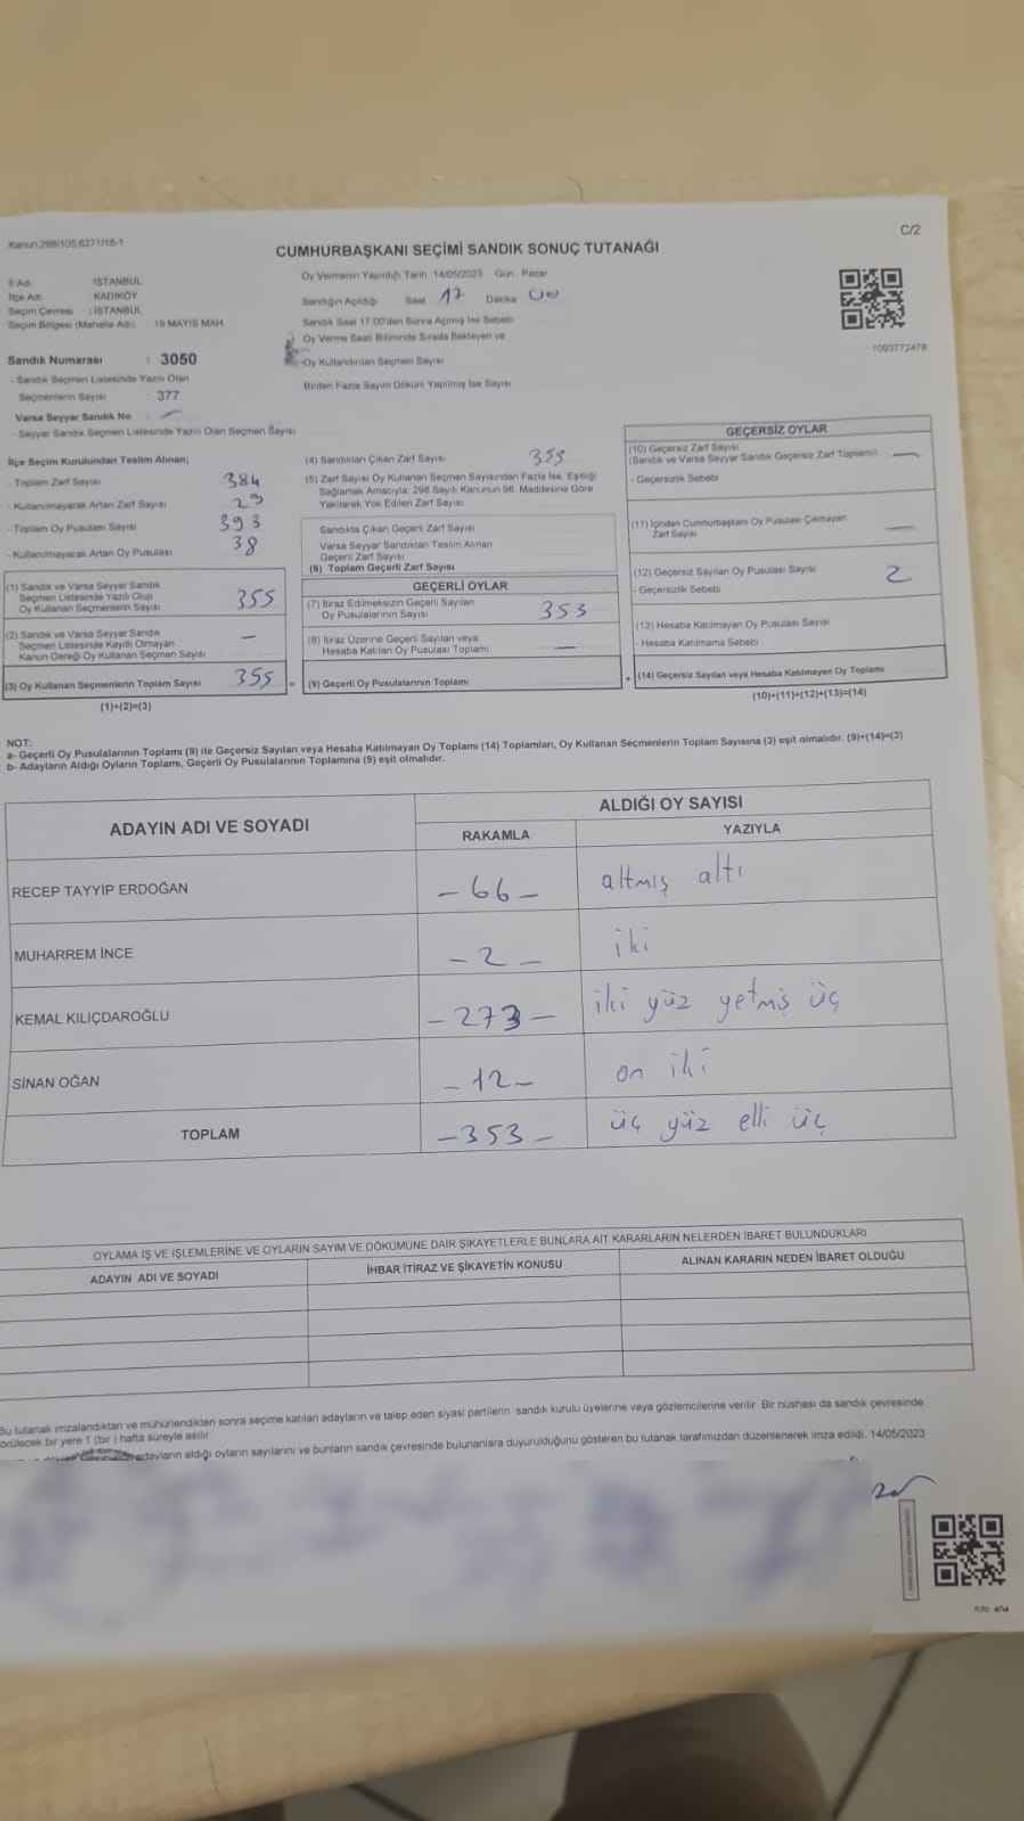 Kanun:298/105,6271/18-1
C/2
CUMHURBAŞKANI SEÇİMİ SANDIK SONUÇ TUTANAĞI
İl Adı : İSTANBUL
İlçe Adı : KADIKÖY
Seçim Çevresi : İSTANBUL
Seçim Bölgesi (Mahalle Adı) : 19 MAYIS MAH.
Sandık Numarası : 3050
- Sandık Seçmen Listesinde Yazılı Olan
Seçmenlerin Sayısı : 377
Varsa Seyyar Sandık No : —
- Seyyar Sandık Seçmen Listesinde Yazılı Olan Seçmen Sayısı
Oy Vermenin Yapıldığı Tarih: 14/05/2023 Gün: Pazar
Sandığın Açıldığı Saat 17 Dakika 00
Sandık Saat 17:00'den Sonra Açılmış İse Sebebi
Oy Verme Saati Bitiminde Sırada Bekleyen ve
Oy Kullandırılan Seçmen Sayısı
Birden Fazla Sayım Dökümü Yapılmış İse Sayısı
1093772478
İlçe Seçim Kurulundan Teslim Alınan;
- Toplam Zarf Sayısı 384
- Kullanılmayarak Artan Zarf Sayısı 29
- Toplam Oy Pusulası Sayısı 393
- Kullanılmayarak Artan Oy Pusulası 38
(1) Sandık ve Varsa Seyyar Sandık
Seçmen Listesinde Yazılı Olup
Oy Kullanan Seçmenlerin Sayısı 355
(2) Sandık ve Varsa Seyyar Sandık
Seçmen Listesinde Kayıtlı Olmayan
Kanun Gereği Oy Kullanan Seçmen Sayısı —
(3) Oy Kullanan Seçmenlerin Toplam Sayısı 355
(1)+(2)=(3)
(4) Sandıktan Çıkan Zarf Sayısı 355
(5) Zarf Sayısı Oy Kullanan Seçmen Sayısından Fazla İse, Eşitliği
Sağlamak Amacıyla; 298 Sayılı Kanunun 98. Maddesine Göre
Yakılarak Yok Edilen Zarf Sayısı
Sandıkta Çıkan Geçerli Zarf Sayısı
Varsa Seyyar Sandıktan Teslim Alınan
Geçerli Zarf Sayısı
(6) Toplam Geçerli Zarf Sayısı
GEÇERLİ OYLAR
(7) İtiraz Edilmeksizin Geçerli Sayılan
Oy Pusulalarının Sayısı 353
(8) İtiraz Üzerine Geçerli Sayılan veya
Hesaba Katılan Oy Pusulası Toplamı —
(9) Geçerli Oy Pusulalarının Toplamı
GEÇERSİZ OYLAR
(10) Geçersiz Zarf Sayısı
(Sandık ve Varsa Seyyar Sandık Geçersiz Zarf Toplamı) —
- Geçersizlik Sebebi
(11) İçinden Cumhurbaşkanı Oy Pusulası Çıkmayan
Zarf Sayısı —
(12) Geçersiz Sayılan Oy Pusulası Sayısı 2
- Geçersizlik Sebebi
(13) Hesaba Katılmayan Oy Pusulası Sayısı
- Hesaba Katılmama Sebebi
(14) Geçersiz Sayılan veya Hesaba Katılmayan Oy Toplamı
(10)+(11)+(12)+(13)=(14)
NOT:
a- Geçerli Oy Pusulalarının Toplamı (9) ile Geçersiz Sayılan veya Hesaba Katılmayan Oy Toplamı (14) Toplamları, Oy Kullanan Seçmenlerin Toplam Sayısına (3) eşit olmalıdır. (9)+(14)=(3)
b- Adayların Aldığı Oyların Toplamı, Geçerli Oy Pusulalarının Toplamına (9) eşit olmalıdır.
ADAYIN ADI VE SOYADI
ALDIĞI OY SAYISI
RAKAMLA YAZIYLA
RECEP TAYYIP ERDOĞAN -66- altmış altı
MUHARREM İNCE -2- iki
KEMAL KILIÇDAROĞLU -273- iki yüz yetmiş üç
SİNAN OĞAN -12- on iki
TOPLAM -353- üç yüz elli üç
OYLAMA İŞ VE İŞLEMLERİNE VE OYLARIN SAYIM VE DÖKÜMÜNE DAİR ŞİKAYETLERLE BUNLARA AİT KARARLARIN NELERDEN İBARET BULUNDUKLARI
ADAYIN ADI VE SOYADI İHBAR İTİRAZ VE ŞİKAYETİN KONUSU ALINAN KARARIN NEDEN İBARET OLDUĞU
Bu tutanak imzalandıktan ve mühürlendikten sonra seçime katılan adayların ve talep eden siyasi partilerin sandık kurulu üyelerine veya gözlemcilerine verilir. Bir nüshası da sandık çevresinde
görülecek bir yere 1 (bir) hafta süreyle asılır.
adayların aldığı oyların sayılarını ve bunların sandık çevresinde bulunanlara duyurulduğunu gösteren bu tutanak tarafımızdan düzenlenerek imza edildi. 14/05/2023